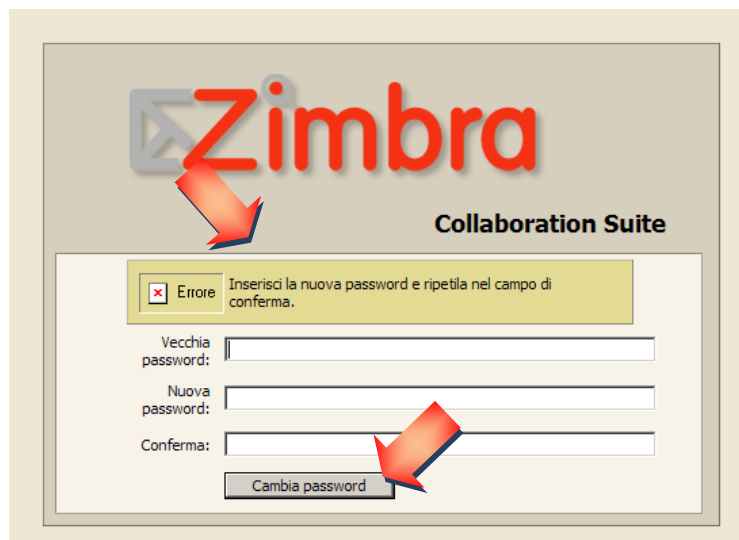 Zimbra
Collaboration Suite
Errore
Inserisci la nuova password e ripetila nel campo di
conferma.
Vecchia
password:
Nuova
password:
Conferma:
Cambia password